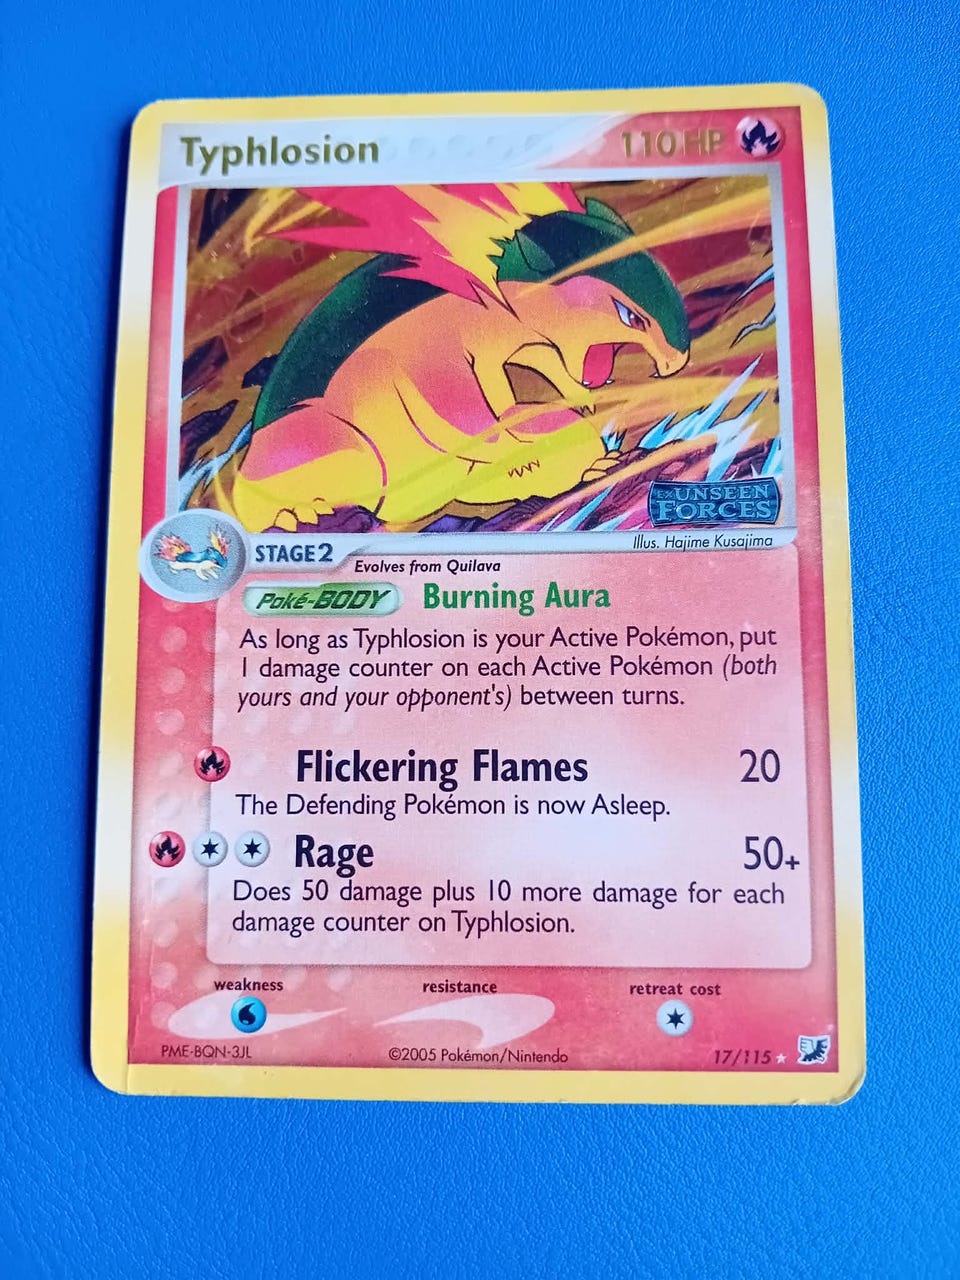 Typhlosion 110 HP
EX UNSEEN
FORCES
Illus. Hajime Kusajima
STAGE 2
Evolves from Quilava
Poké-BODY Burning Aura
As long as Typhlosion is your Active Pokémon, put
1 damage counter on each Active Pokémon (both
yours and your opponent's) between turns.
Flickering Flames 20
The Defending Pokémon is now Asleep.
Rage 50+
Does 50 damage plus 10 more damage for each
damage counter on Typhlosion.
weakness resistance retreat cost
PME-BQN-3JL ©2005 Pokémon/Nintendo 17/115 ★